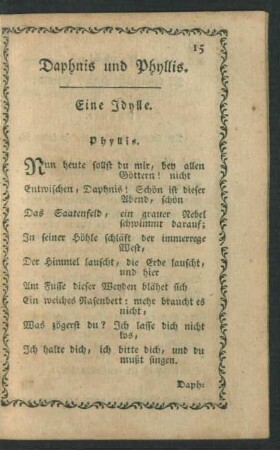 15
Daphnis und Phyllis.
Eine Idylle.
Phyllis.
Nun heute sollst du mir, bey allen
Göttern! nicht
Entwischen, Daphnis! Schön ist dieser
Abend, schön
Das Saatenfeld, ein grauer Nebel
schwimmt darauf;
In seiner Höhle schläft der immerrege
West,
Der Himmel lauscht, die Erde lauscht,
und hier
Am Fusse dieser Weyden blähet sich
Ein weiches Rasenbett: mehr braucht es
nicht,
Was zögerst du? Ich lasse dich nicht
los,
Ich halte dich, ich bitte dich, und du
mußt singen.
Daph: